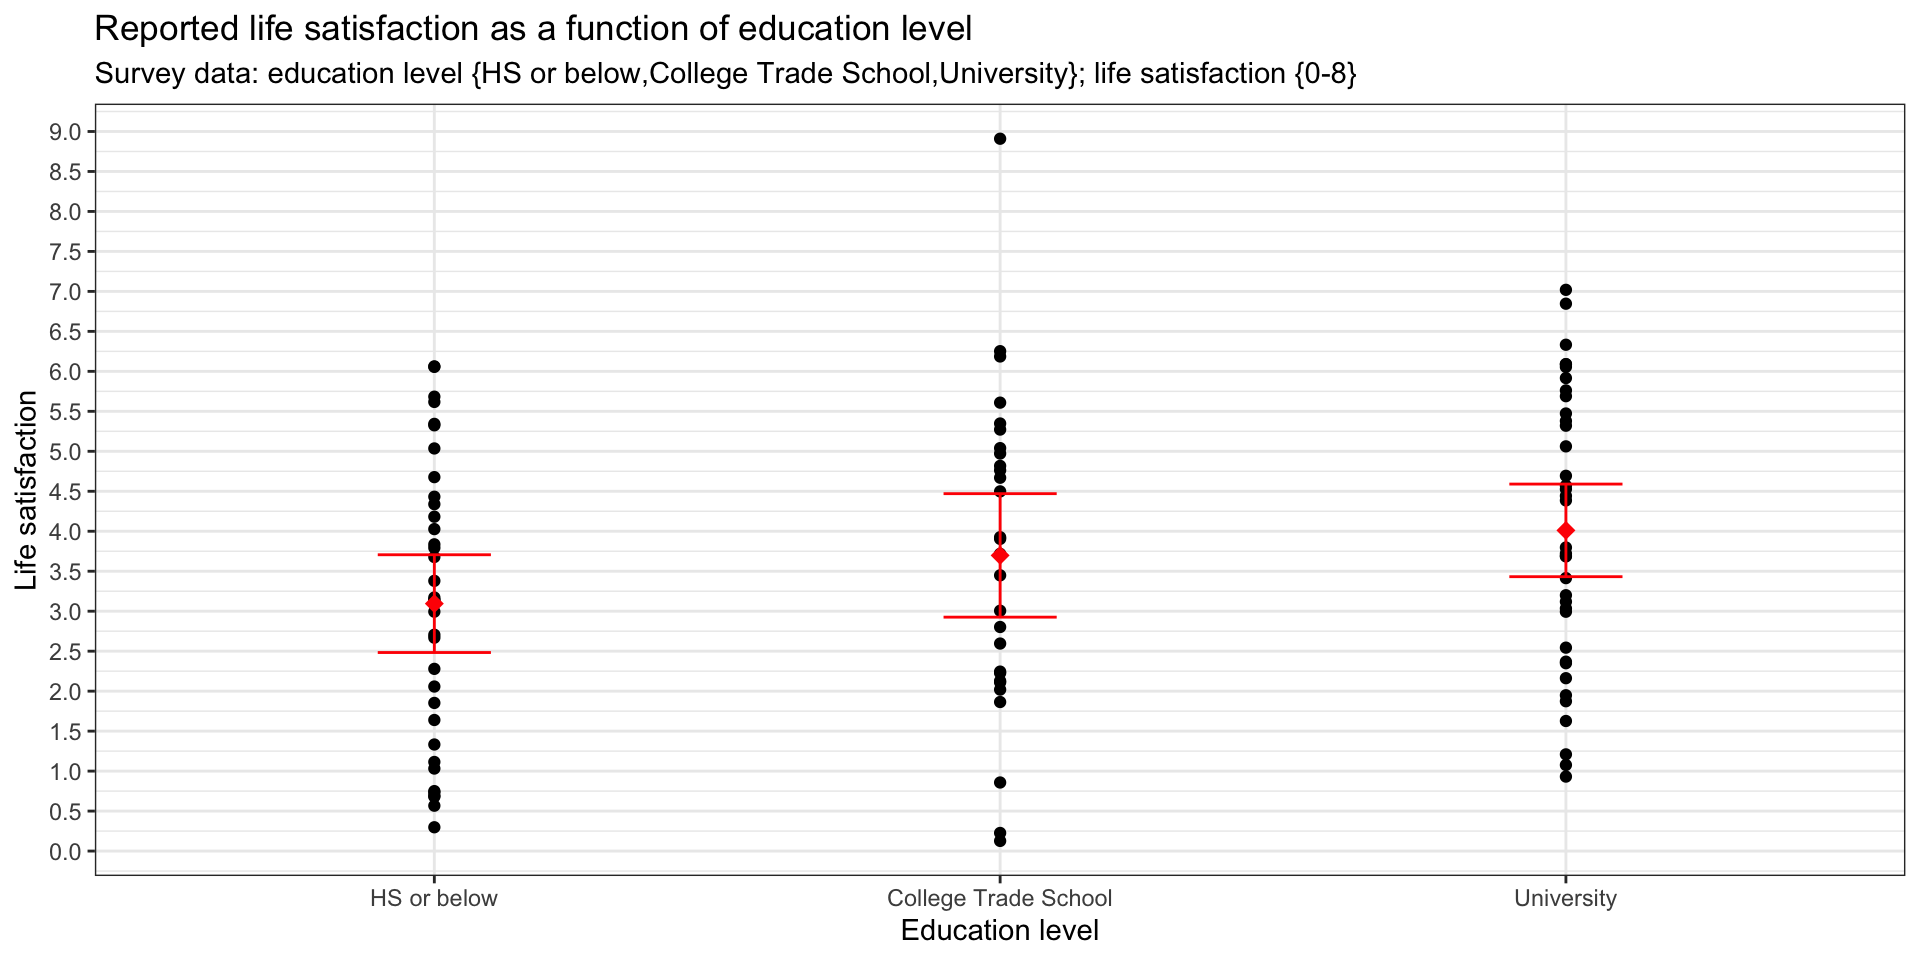 Reported life satisfaction as a function of education level
Survey data: education level {HS or below,College Trade School,University}; life satisfaction {0-8}
Life satisfaction
9.0
8.5
8.0
7.5
7.0
6.5
6.0
5.5
5.0
4.5
4.0
3.5
3.0
2.5
2.0
1.5
1.0
0.5
0.0
HS or below
College Trade School
University
Education level